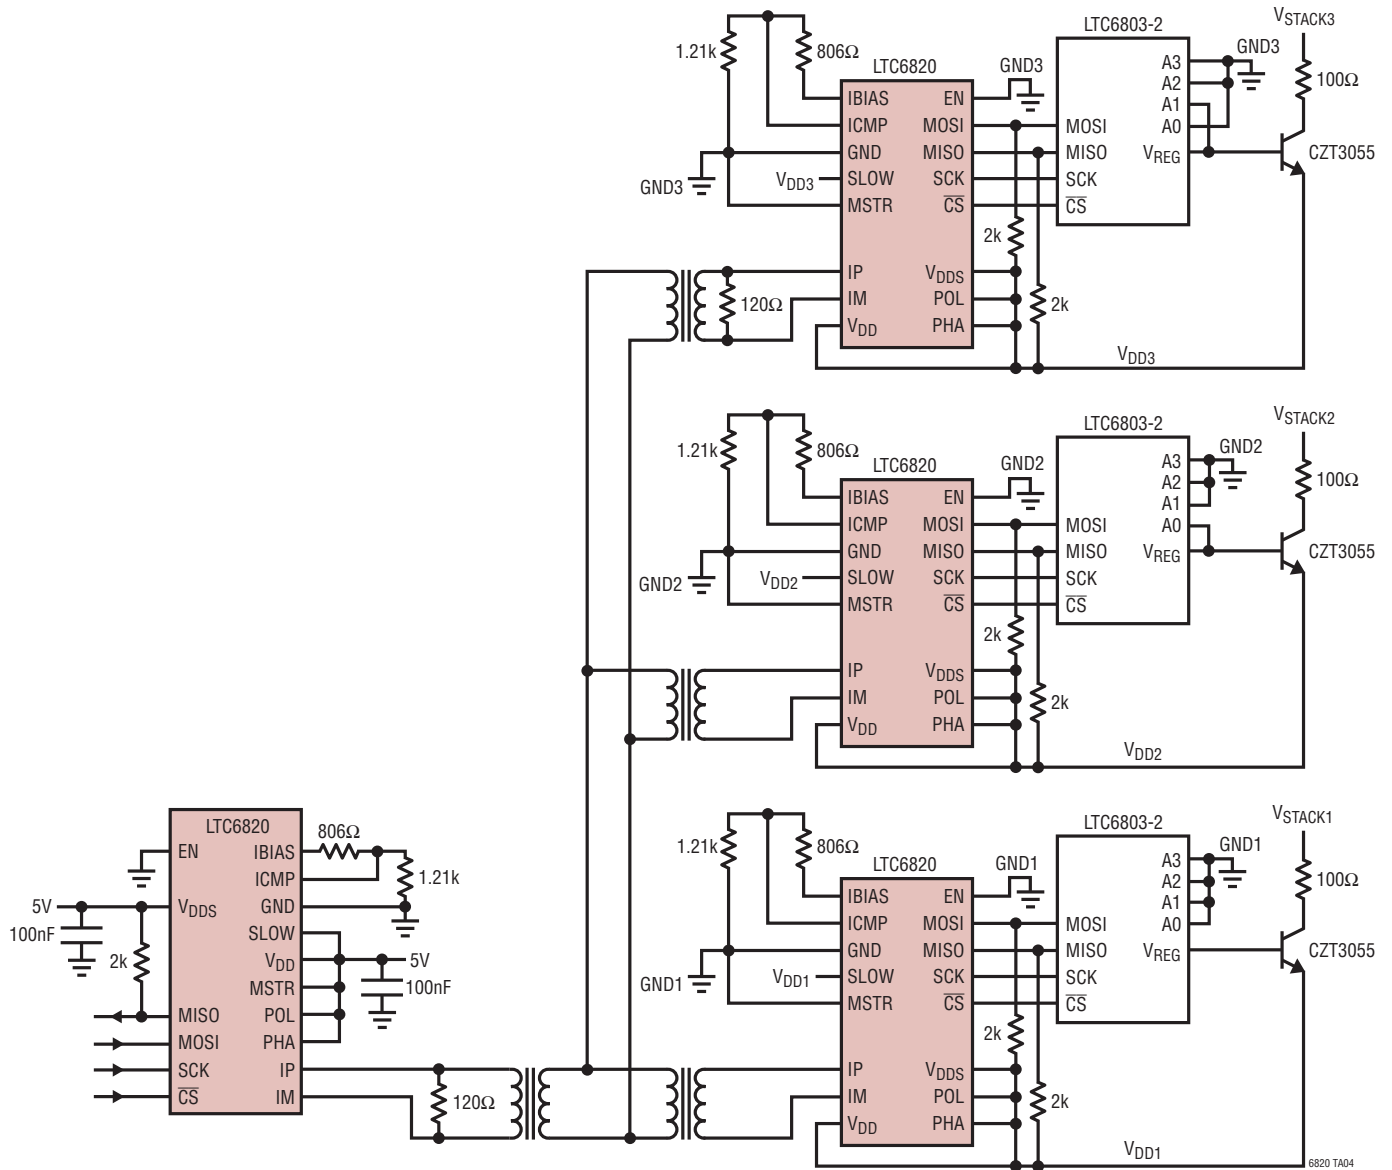 1.21k
806Ω
LTC6820
IBIAS
ICMP
GND
SLOW
MSTR
IP
IM
VDD
EN
MOSI
MISO
SCK
CS
VDDS
POL
PHA
GND3
VDD3
GND3
120Ω
2k
2k
LTC6803-2
MOSI
MISO
SCK
CS
A3
A2
A1
A0
VREG
GND3
VSTACK3
100Ω
CZT3055
VDD3
1.21k
806Ω
LTC6820
IBIAS
ICMP
GND
SLOW
MSTR
IP
IM
VDD
EN
MOSI
MISO
SCK
CS
VDDS
POL
PHA
GND2
VDD2
GND2
2k
2k
LTC6803-2
MOSI
MISO
SCK
CS
A3
A2
A1
A0
VREG
GND2
VSTACK2
100Ω
CZT3055
VDD2
LTC6820
EN
VDDS
MISO
MOSI
SCK
CS
IBIAS
ICMP
GND
SLOW
VDD
MSTR
POL
PHA
IP
IM
5V
100nF
2k
806Ω
1.21k
5V
100nF
120Ω
1.21k
806Ω
LTC6820
IBIAS
ICMP
GND
SLOW
MSTR
IP
IM
VDD
EN
MOSI
MISO
SCK
CS
VDDS
POL
PHA
GND1
VDD1
GND1
2k
2k
LTC6803-2
MOSI
MISO
SCK
CS
A3
A2
A1
A0
VREG
GND1
VSTACK1
100Ω
CZT3055
VDD1
6820 TA04